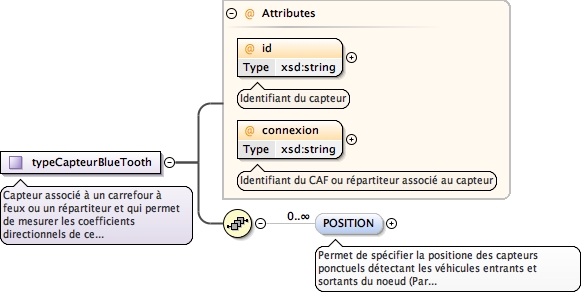 @ Attributes
@ id
Type xsd:string
Identifiant du capteur
@ connexion
Type xsd:string
Identifiant du CAF ou répartiteur associé au capteur
typeCapteurBlueTooth
Capteur associé à un carrefour à
feux ou un répartiteur et qui permet
de mesurer les coefficients
directionnels de ce...
0..∞
POSITION
Permet de spécifier la positione des capteurs
ponctuels détectant les véhicules entrants et
sortants du noeud (Par...